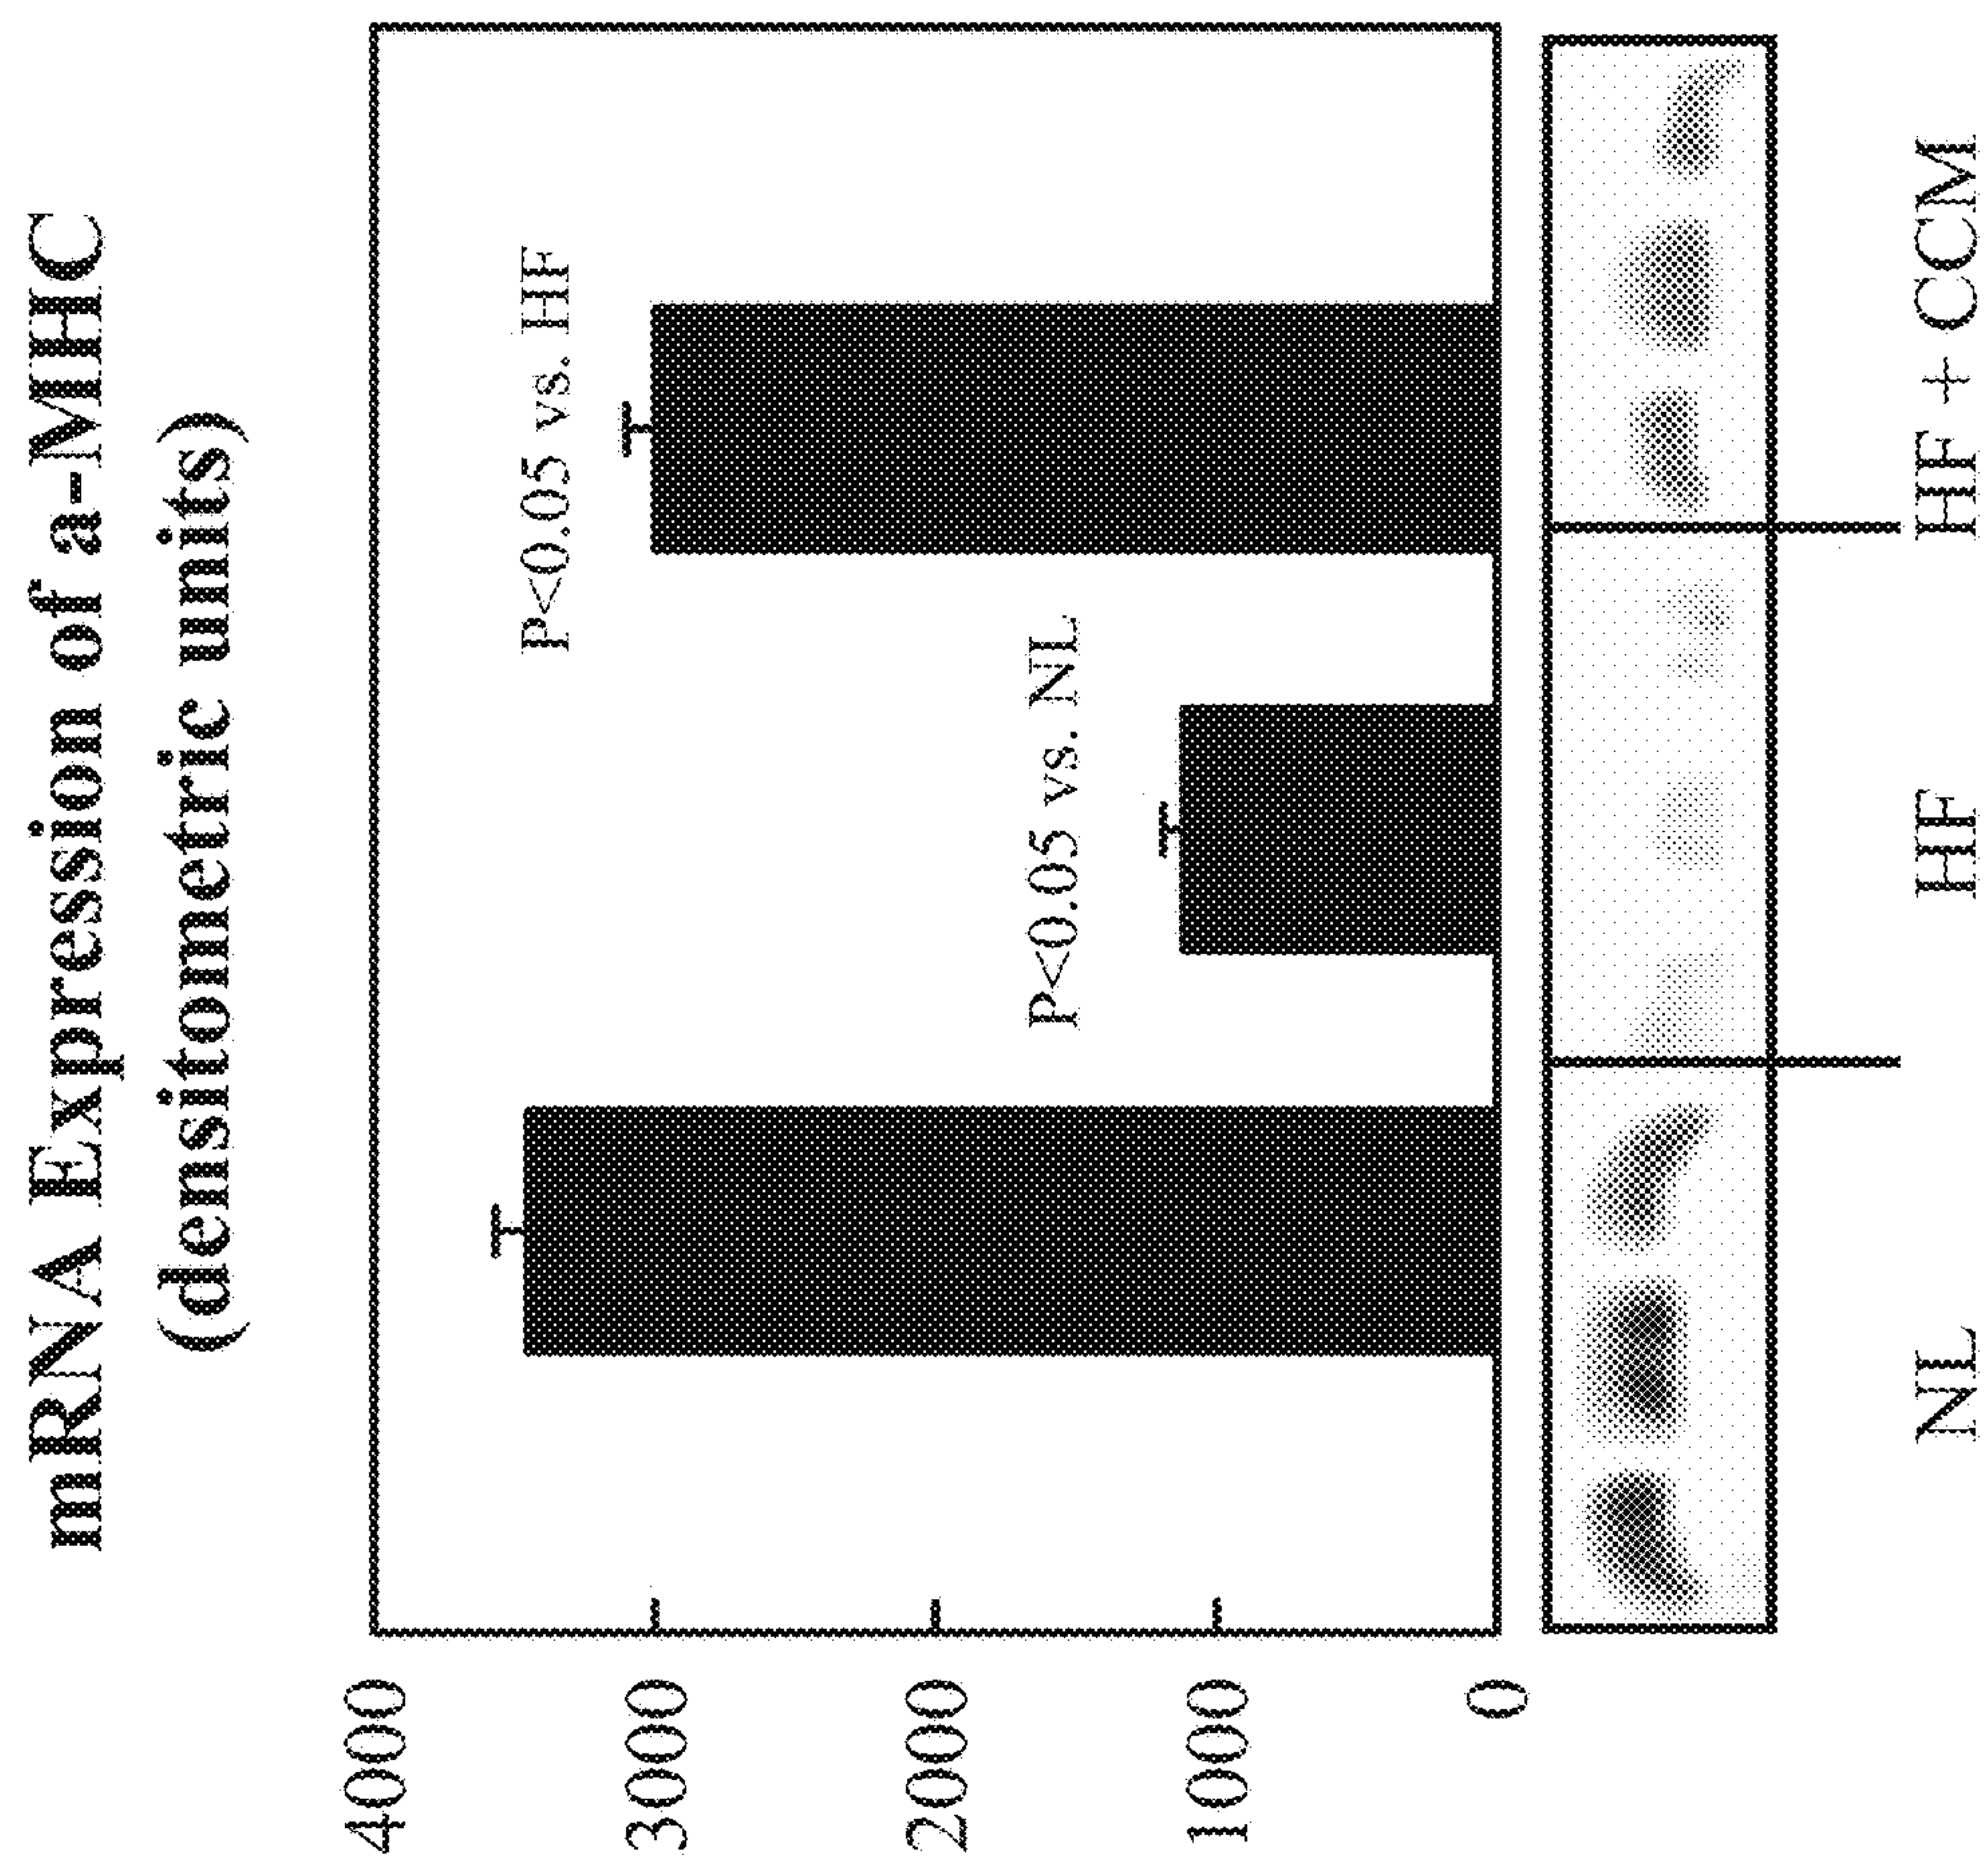 mRNA Expression of a-MHC
(densitometric units)
4000
3000
2000
1000
0
P<0.05 vs. HF
P<0.05 vs. NL
NL
HF
HF + CCM